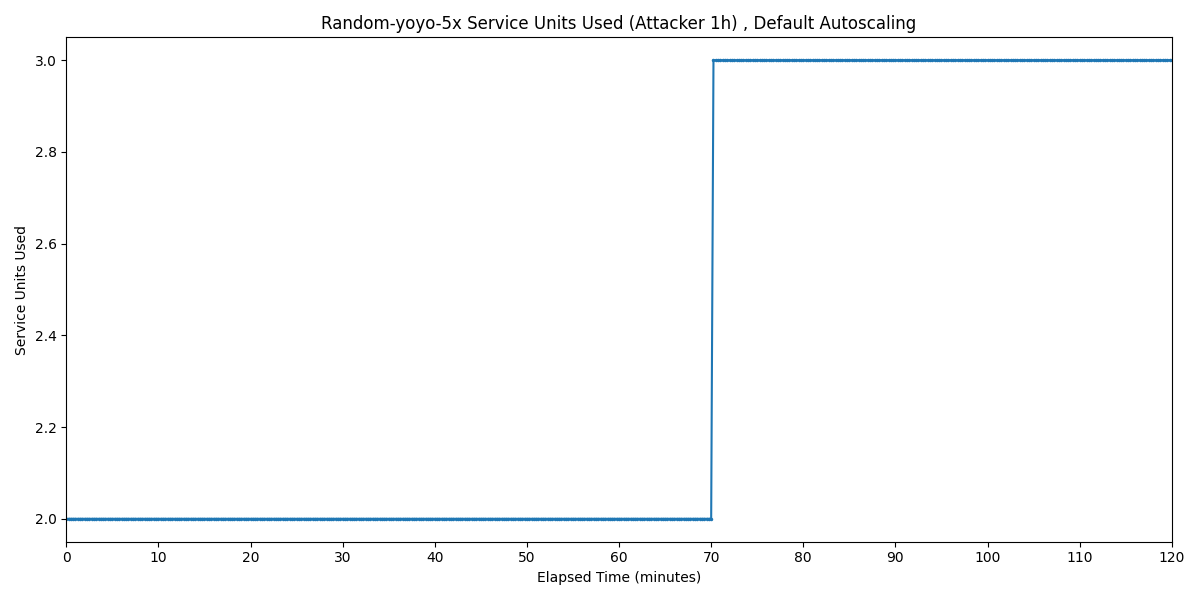 Random-yoyo-5x Service Units Used (Attacker 1h) , Default Autoscaling
3.0
2.8
2.6
2.4
2.2
2.0
Service Units Used
0 10 20 30 40 50 60 70 80 90 100 110 120
Elapsed Time (minutes)